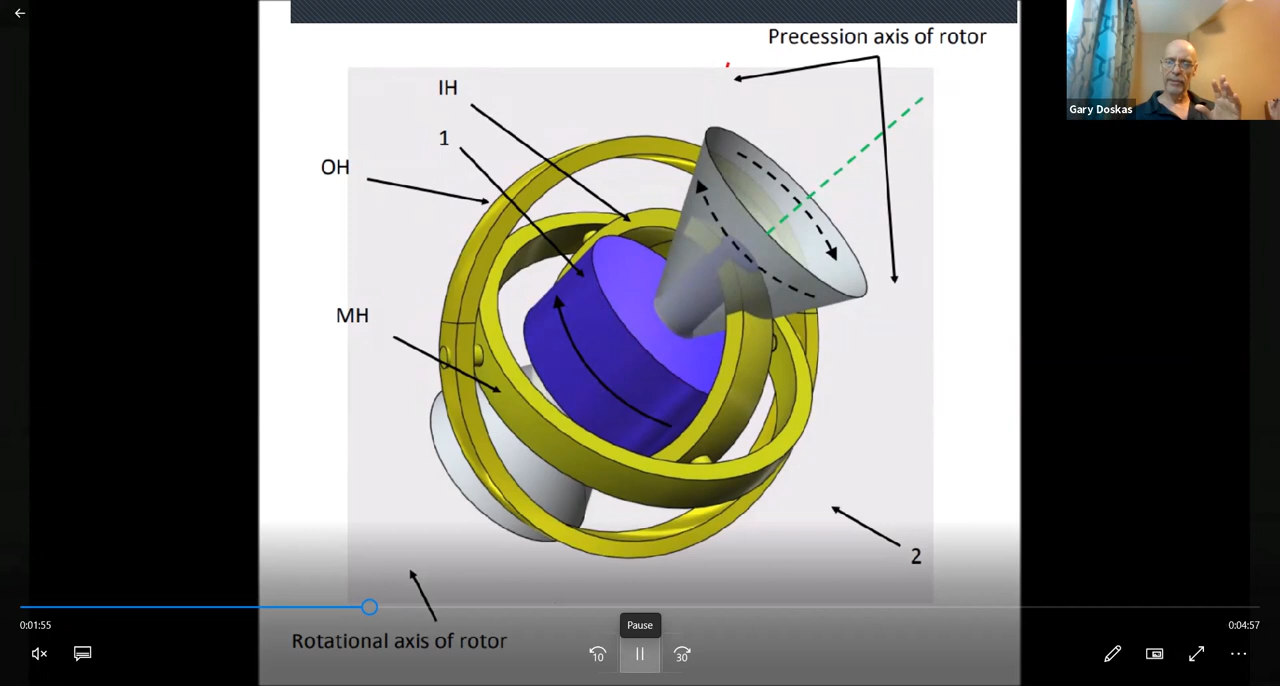 Precession axis of rotor
Gary Doskas
IH
1
OH
MH
2
0:01:55
Pause
0:04:57
Rotational axis of rotor
10
30